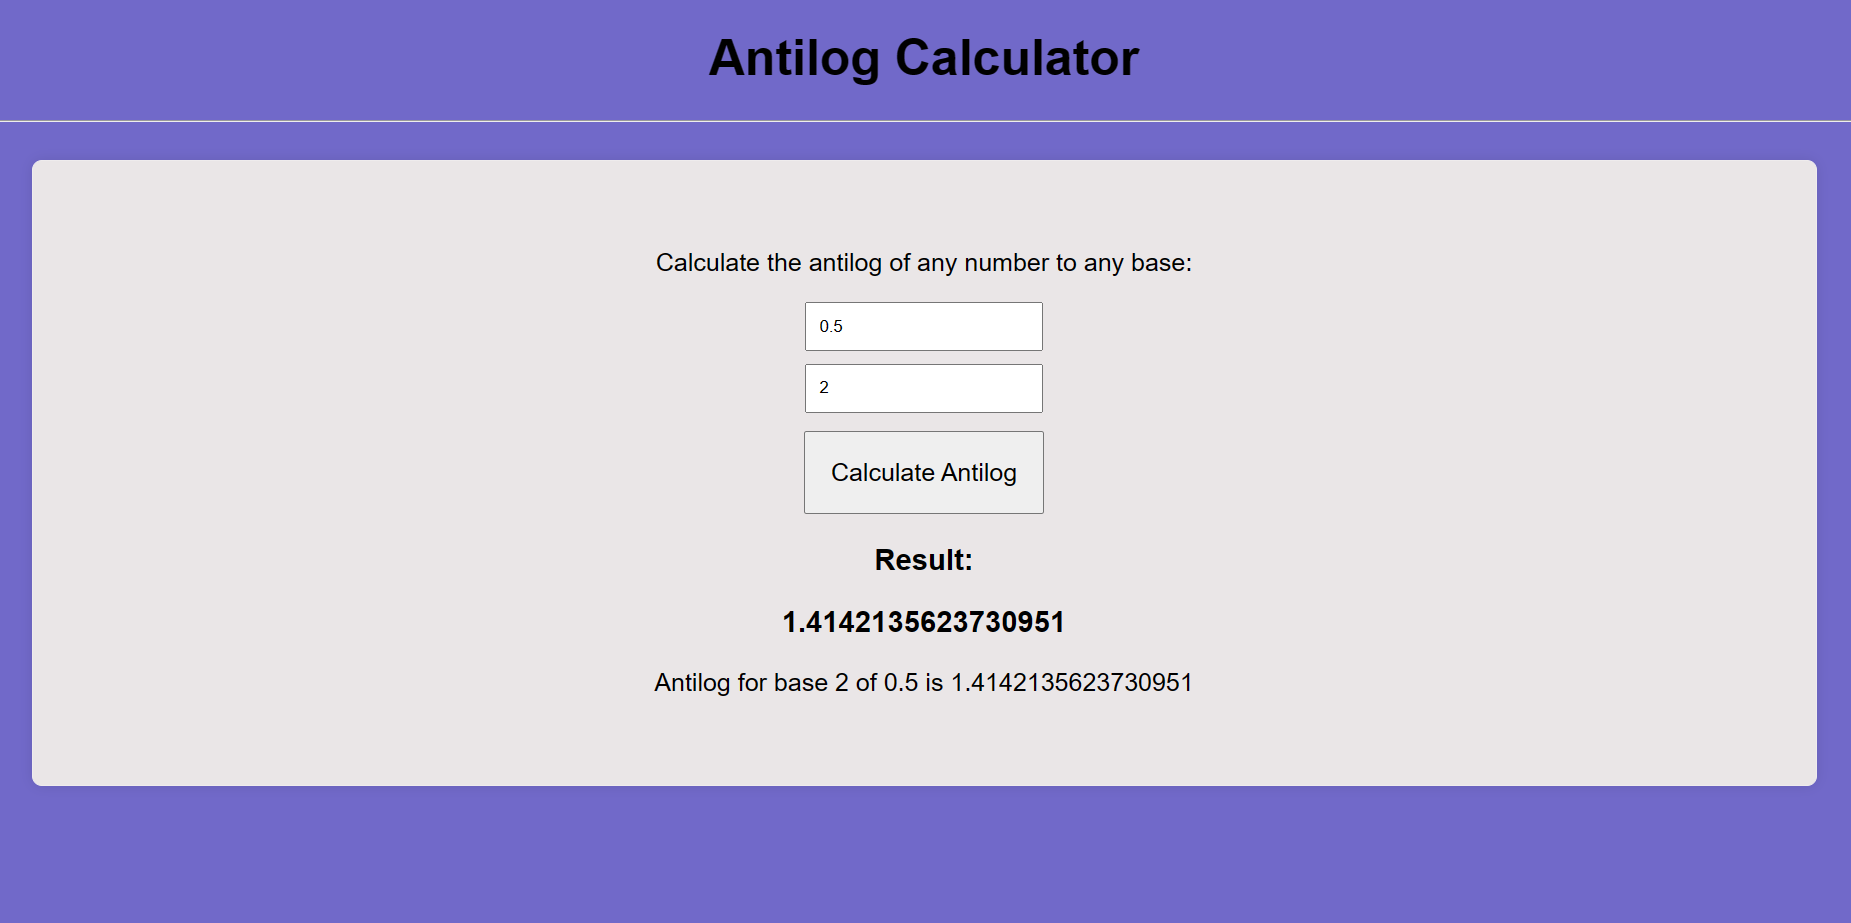 Antilog Calculator
Calculate the antilog of any number to any base:
0.5
2
Calculate Antilog
Result:
1.4142135623730951
Antilog for base 2 of 0.5 is 1.4142135623730951